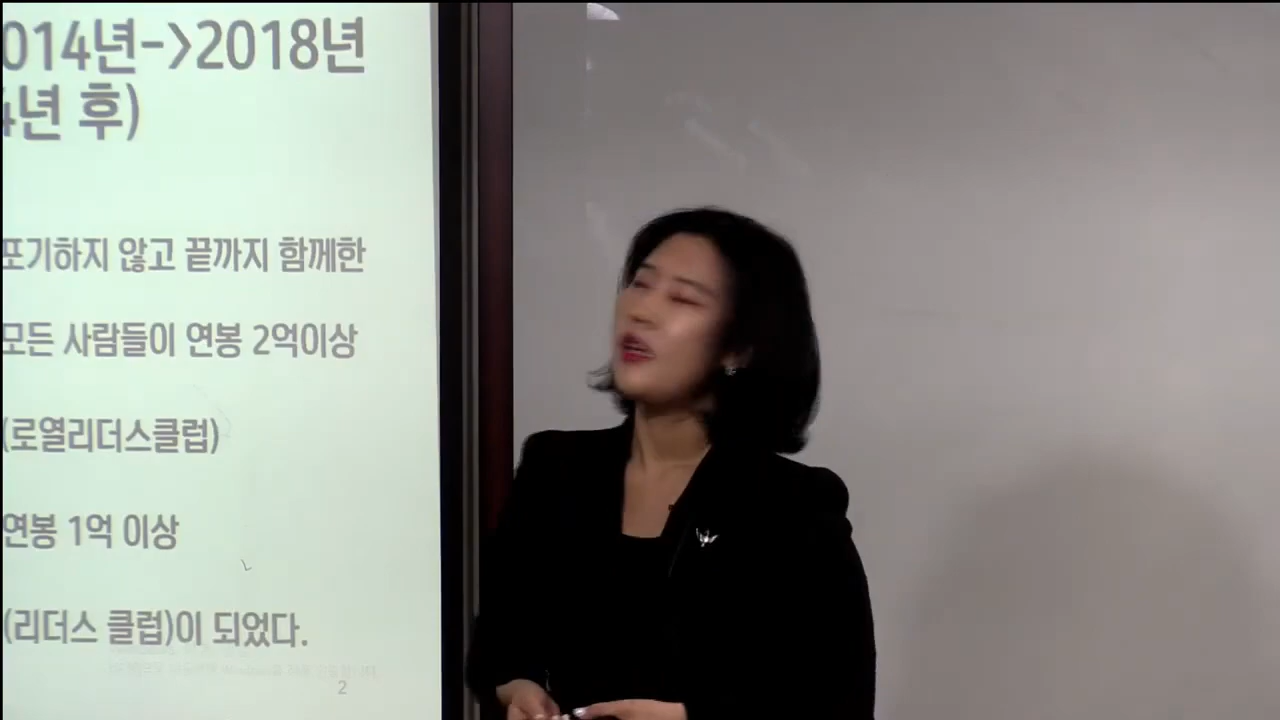 014년->2018년
4년 후)
포기하지 않고 끝까지 함께한
모든 사람들이 연봉 2억이상
(로열리더스클럽)
연봉 1억 이상
(리더스 클럽)이 되었다.
2